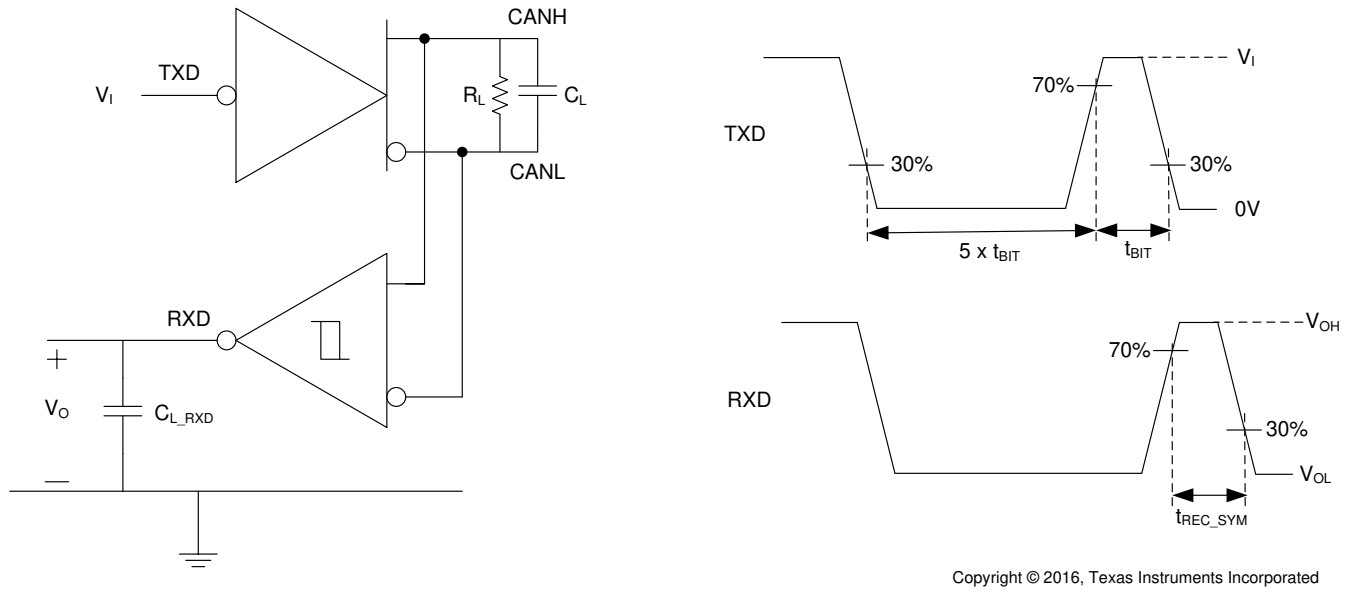 CANH
TXD
V_I
R_L
C_L
CANL
RXD
+
V_O
C_L_RXD
—
V_I
70%
TXD
30%
30%
0V
5 x t_BIT
t_BIT
V_OH
70%
RXD
30%
V_OL
t_REC_SYM
Copyright © 2016, Texas Instruments Incorporated